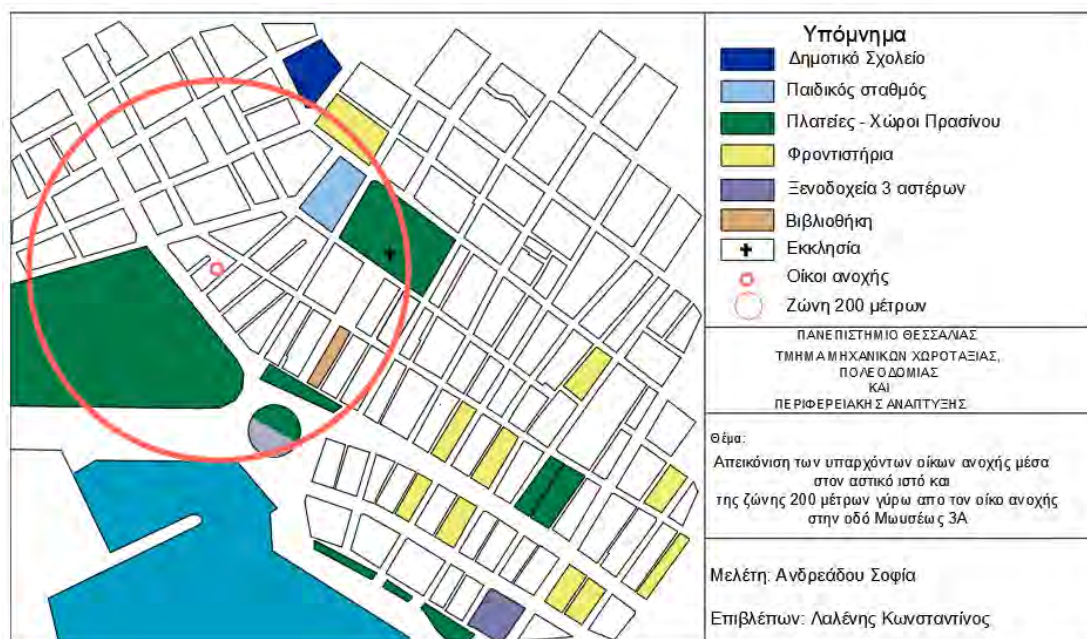 Υπόμνημα
Δημοτικό Σχολείο
Παιδικός σταθμός
Πλατείες - Χώροι Πρασίνου
Φροντιστήρια
Ξενοδοχεία 3 αστέρων
Βιβλιοθήκη
Εκκλησία
Οίκοι ανοχής
Ζώνη 200 μέτρων
ΠΑΝΕΠΙΣΤΗΜΙΟ ΘΕΣΣΑΛΙΑΣ
ΤΜΗΜΑ ΜΗΧΑΝΙΚΩΝ ΧΩΡΟΤΑΞΙΑΣ,
ΠΟΛΕΟΔΟΜΙΑΣ
ΚΑΙ
ΠΕΡΙΦΕΡΕΙΑΚΗΣ ΑΝΑΠΤΥΞΗΣ
Θέμα:
Απεικόνιση των υπαρχόντων οίκων ανοχής μέσα
στον αστικό ιστό και
της ζώνης 200 μέτρων γύρω απο τον οίκο ανοχής
στην οδό Μωυσέως 3Α
Μελέτη: Ανδρεάδου Σοφία
Επιβλέπων: Λαλένης Κωνσταντίνος